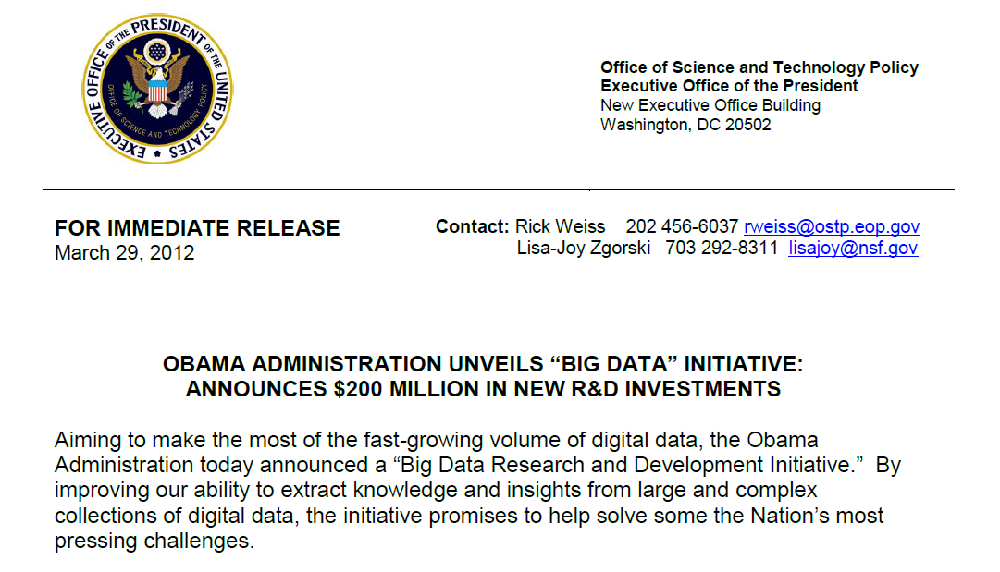 EXECUTIVE OFFICE OF THE PRESIDENT OF THE UNITED STATES
OFFICE OF SCIENCE AND TECHNOLOGY POLICY
Office of Science and Technology Policy
Executive Office of the President
New Executive Office Building
Washington, DC 20502
FOR IMMEDIATE RELEASE
March 29, 2012
Contact: Rick Weiss 202 456-6037 rweiss@ostp.eop.gov
Lisa-Joy Zgorski 703 292-8311 lisajoy@nsf.gov
OBAMA ADMINISTRATION UNVEILS “BIG DATA” INITIATIVE:
ANNOUNCES $200 MILLION IN NEW R&D INVESTMENTS
Aiming to make the most of the fast-growing volume of digital data, the Obama
Administration today announced a “Big Data Research and Development Initiative.” By
improving our ability to extract knowledge and insights from large and complex
collections of digital data, the initiative promises to help solve some the Nation’s most
pressing challenges.